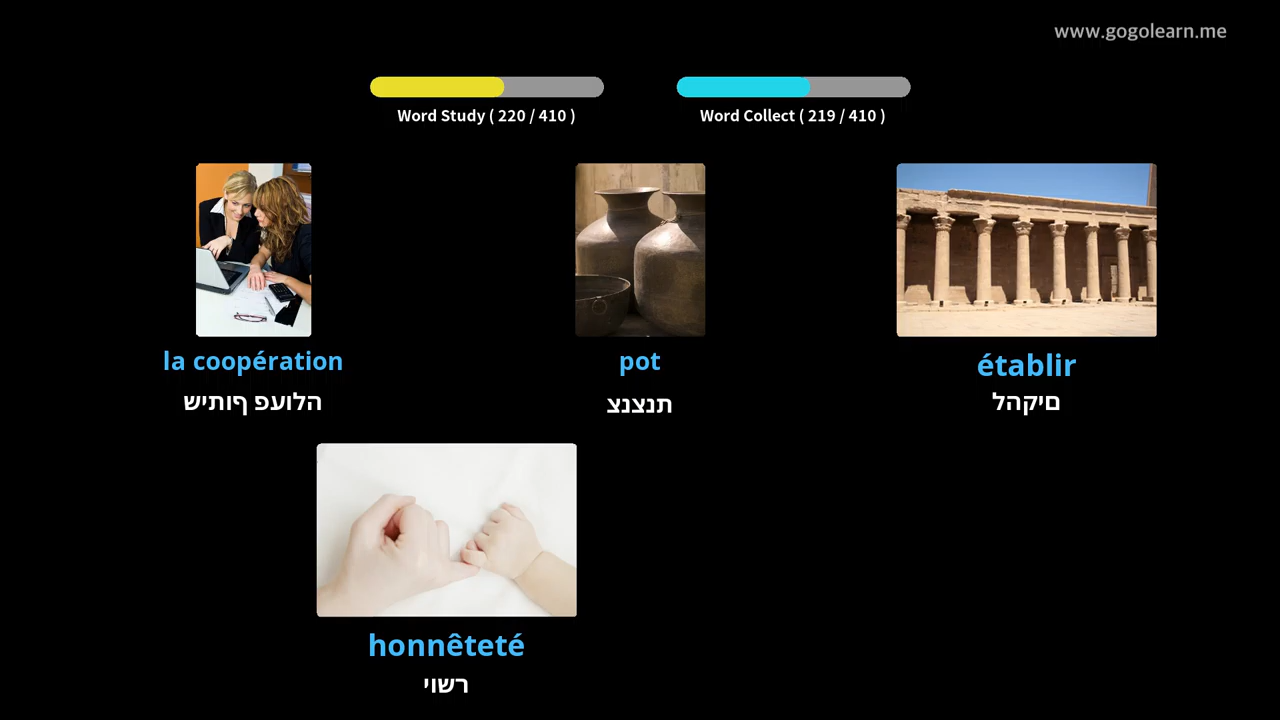 www.gogolearn.me
Word Study ( 220 / 410 )
Word Collect ( 219 / 410 )
la coopération
הלועפ ףותיש
pot
תנצנצ
établir
םיקהל
honnêteté
רשוי